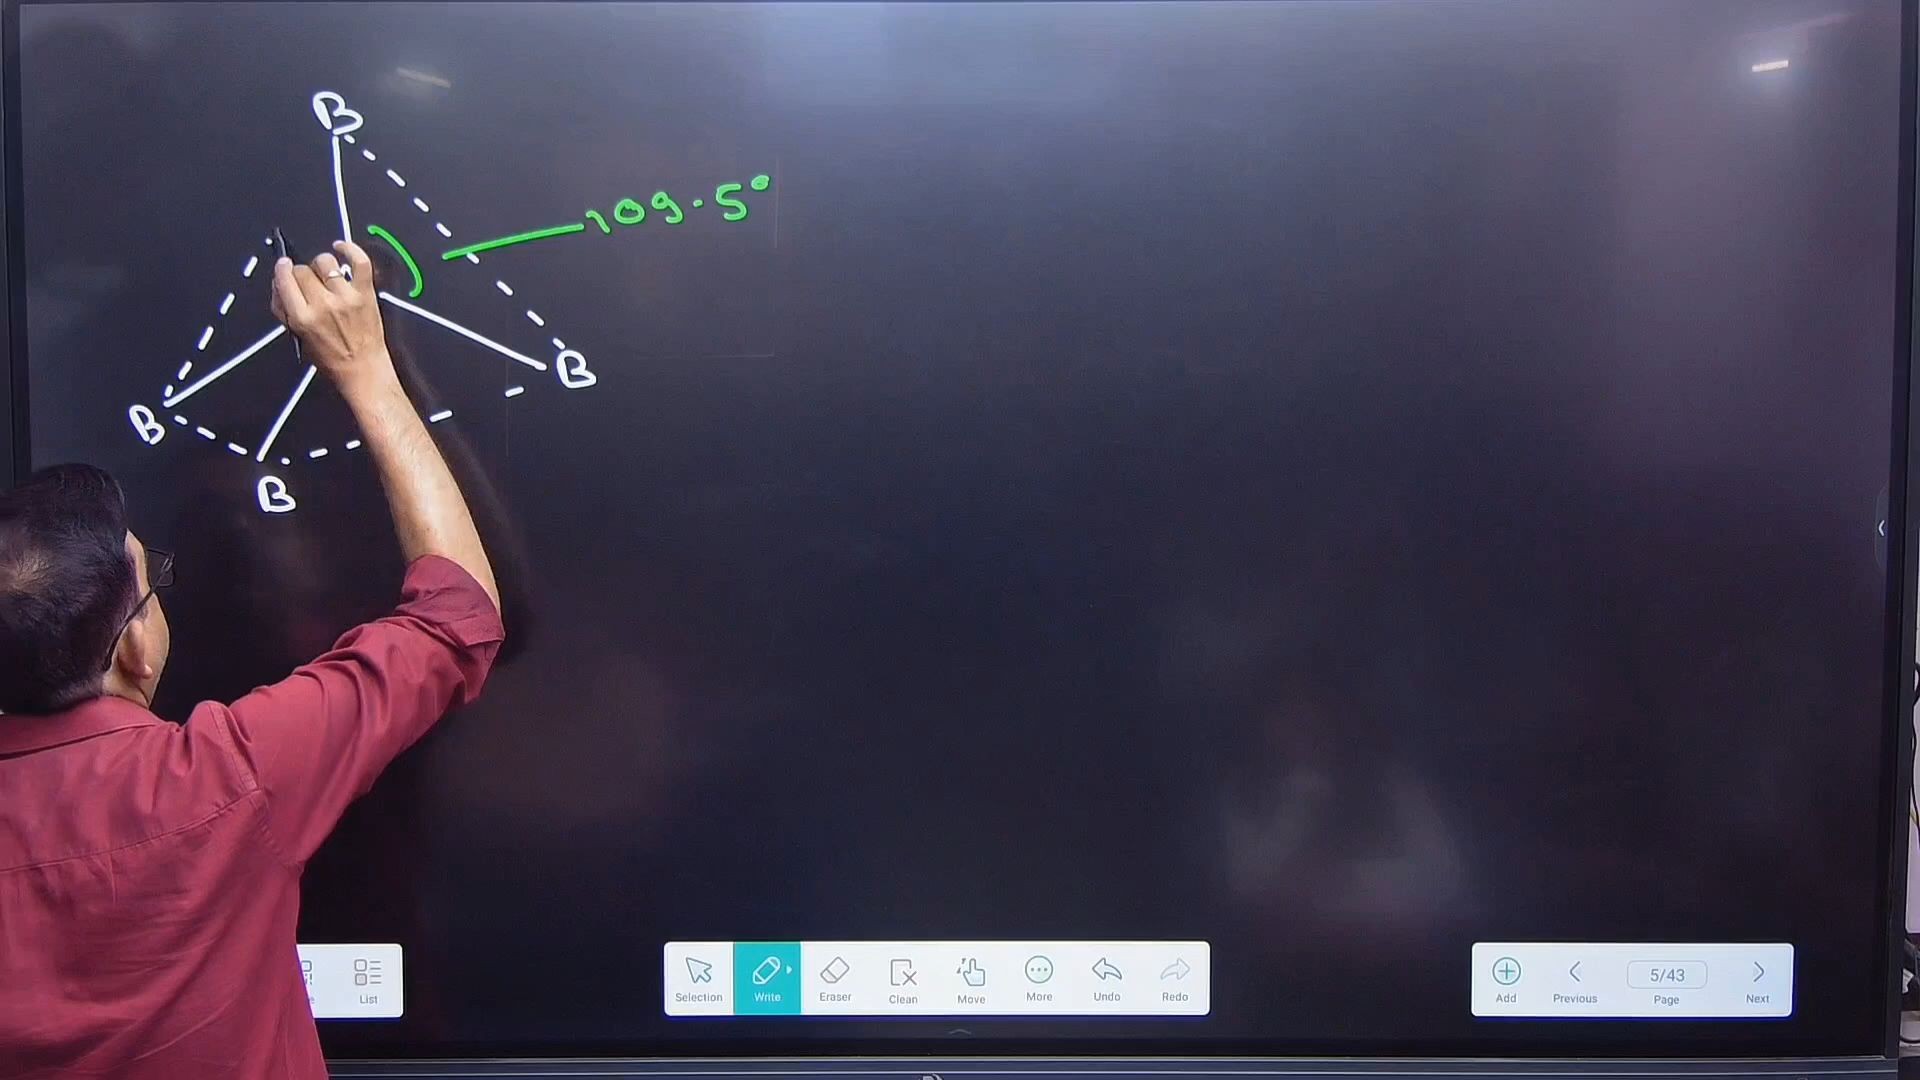 B
109.5°
B
B
B
List
Selection
Write
Eraser
Clean
Move
More
Undo
Redo
Add
Previous
5/43
Page
Next